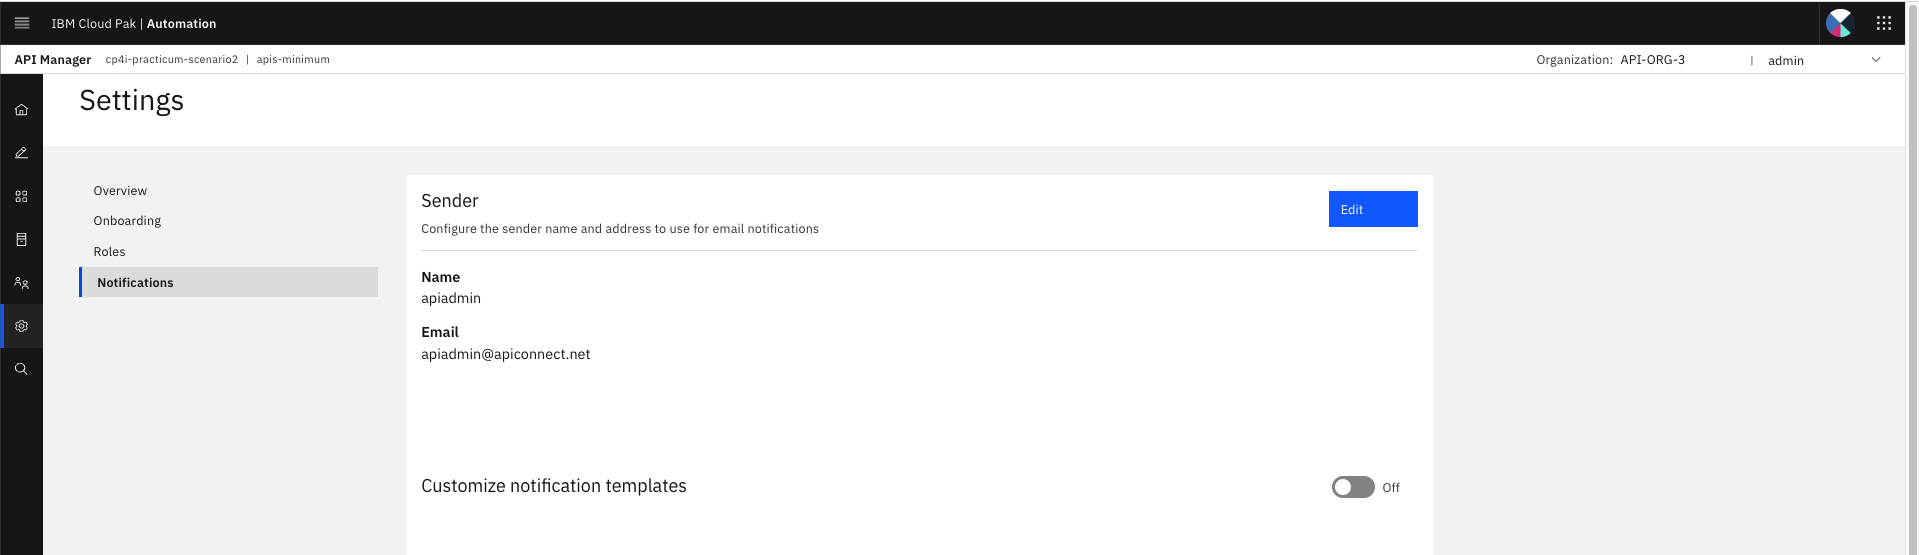 IBM Cloud Pak | Automation
API Manager cp4i-practicum-scenario2 | apis-minimum Organization: API-ORG-3 | admin
Settings
Overview
Onboarding
Roles
Notifications
Sender
Edit
Configure the sender name and address to use for email notifications
Name
apiadmin
Email
apiadmin@apiconnect.net
Customize notification templates
Off